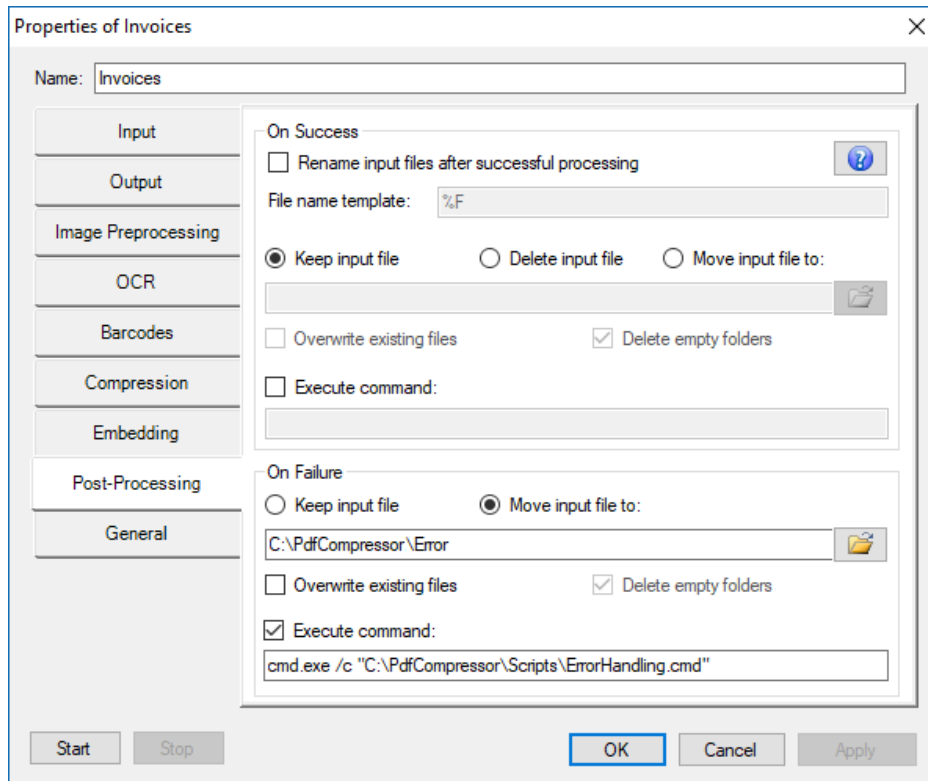 Properties of Invoices
Name: Invoices
Input
Output
Image Preprocessing
OCR
Barcodes
Compression
Embedding
Post-Processing
General
On Success
Rename input files after successful processing
File name template: %F
Keep input file Delete input file Move input file to:
Overwrite existing files Delete empty folders
Execute command:
On Failure
Keep input file Move input file to:
C:\PdfCompressor\Error
Overwrite existing files Delete empty folders
Execute command:
cmd.exe /c "C:\PdfCompressor\Scripts\ErrorHandling.cmd"
Start Stop OK Cancel Apply